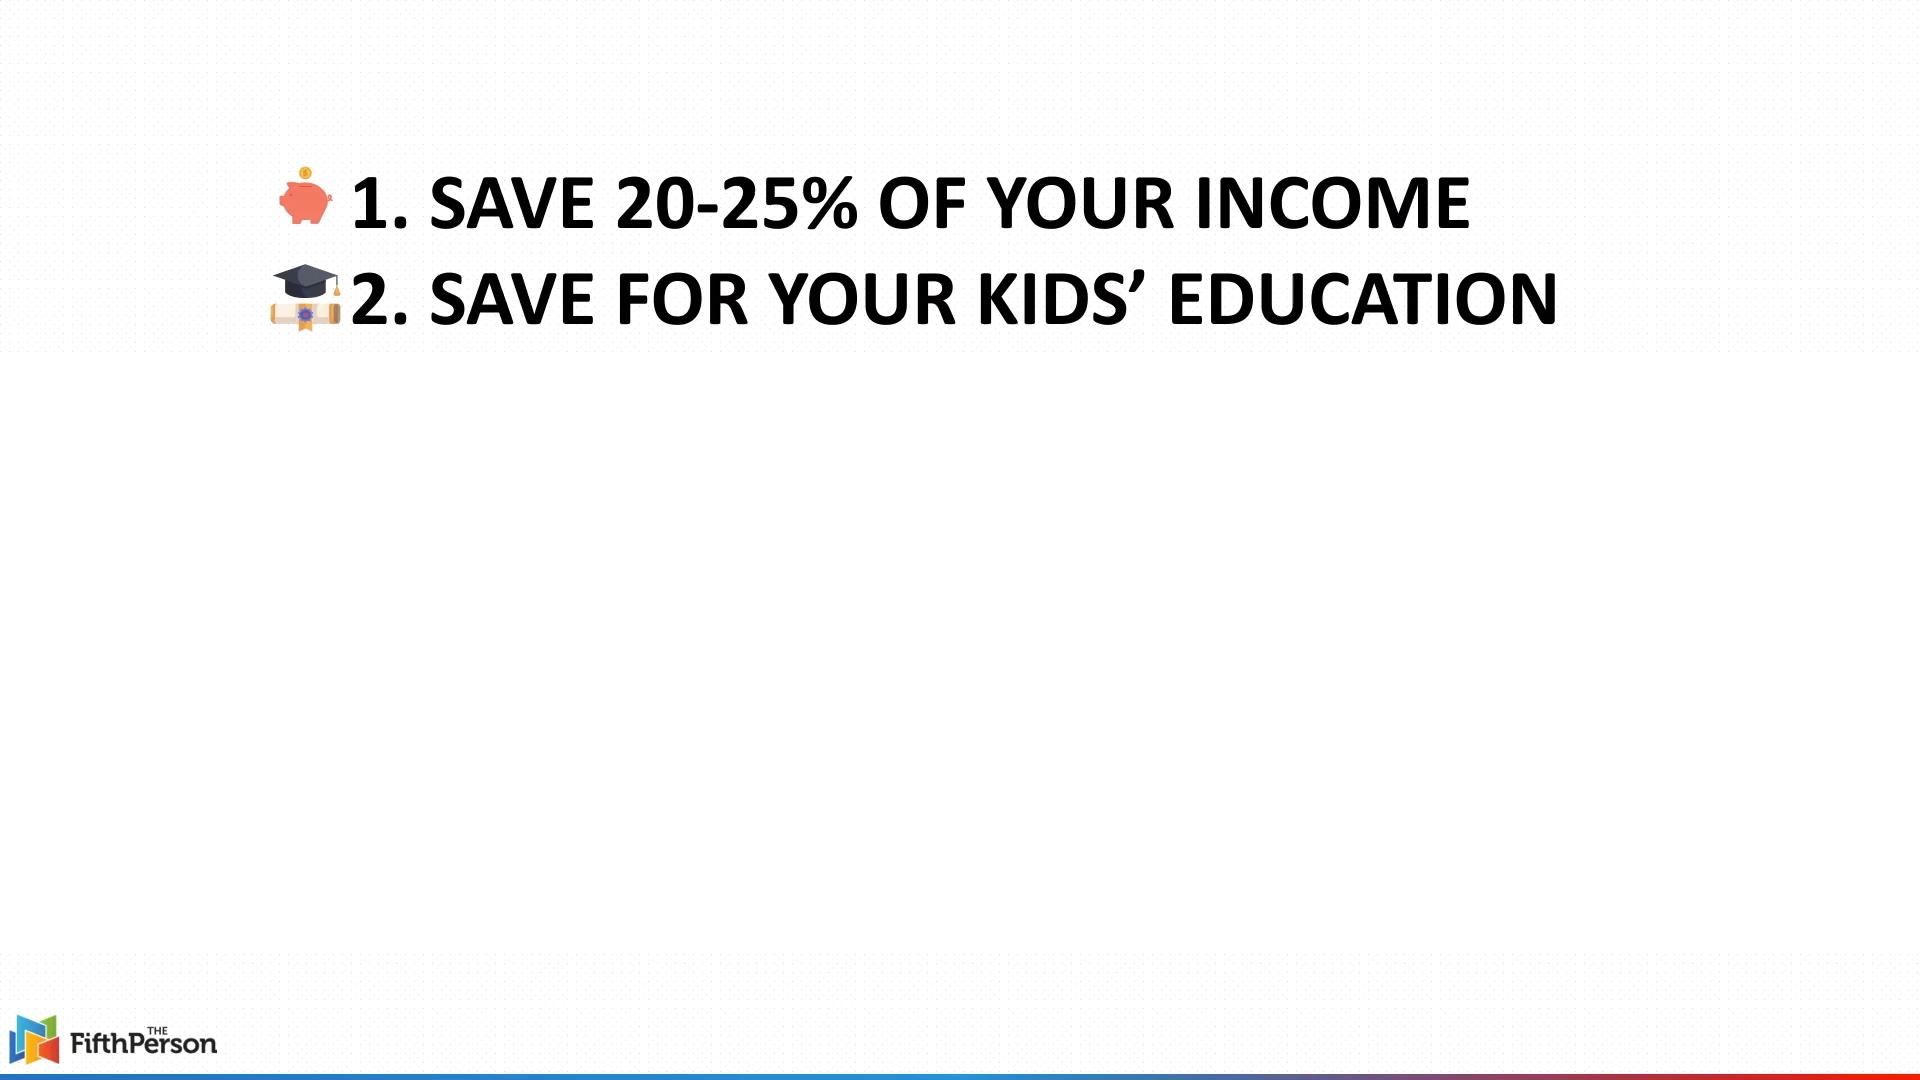 1. SAVE 20-25% OF YOUR INCOME
2. SAVE FOR YOUR KIDS’ EDUCATION
THE
FifthPerson